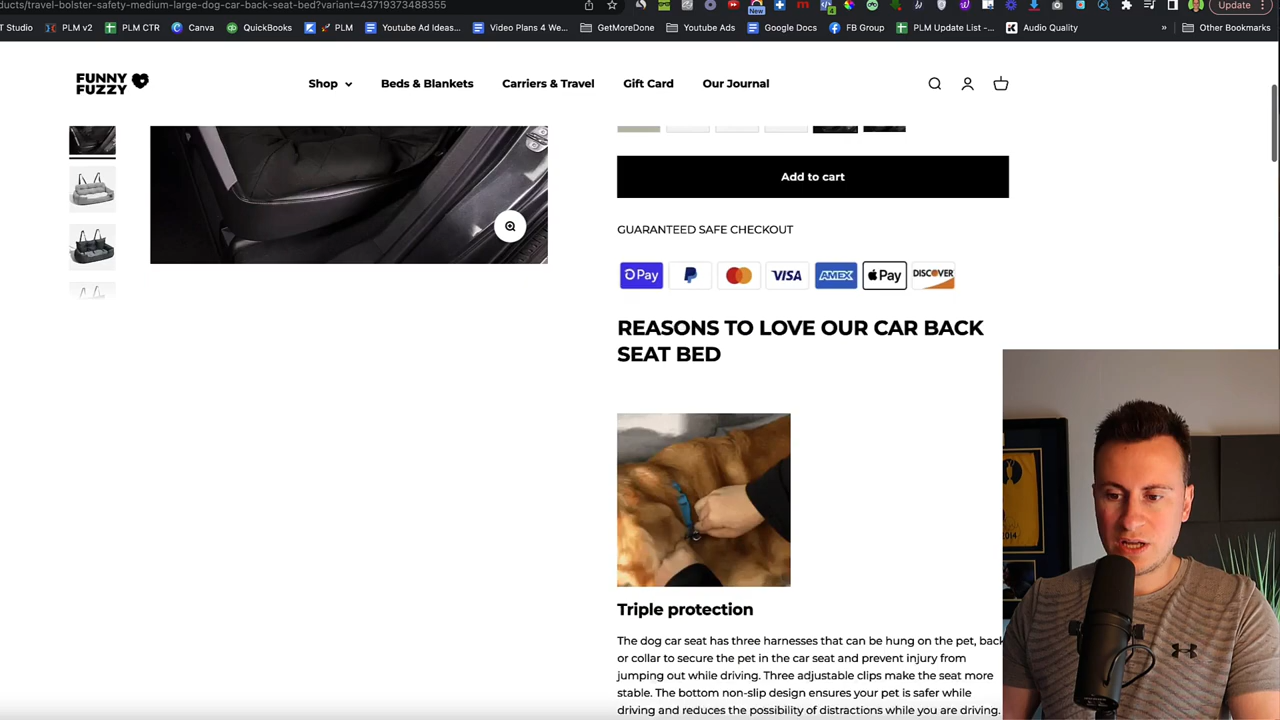 ducts/travel-bolster-safety-medium-large-dog-car-back-seat-bed?variant=43719373488355
Update
T Studio PLM v2 PLM CTR Canva QuickBooks PLM Youtube Ad Ideas... Video Plans 4 We... GetMoreDone Youtube Ads Google Docs FB Group PLM Update List -... Audio Quality » Other Bookmarks
New
FUNNY
FUZZY
Shop Beds & Blankets Carriers & Travel Gift Card Our Journal
Add to cart
GUARANTEED SAFE CHECKOUT
Pay VISA AMEX Pay DISCOVER
REASONS TO LOVE OUR CAR BACK
SEAT BED
Triple protection
The dog car seat has three harnesses that can be hung on the pet, back
or collar to secure the pet in the car seat and prevent injury from
jumping out while driving. Three adjustable clips make the seat more
stable. The bottom non-slip design ensures your pet is safer while
driving and reduces the possibility of distractions while you are driving.
2014